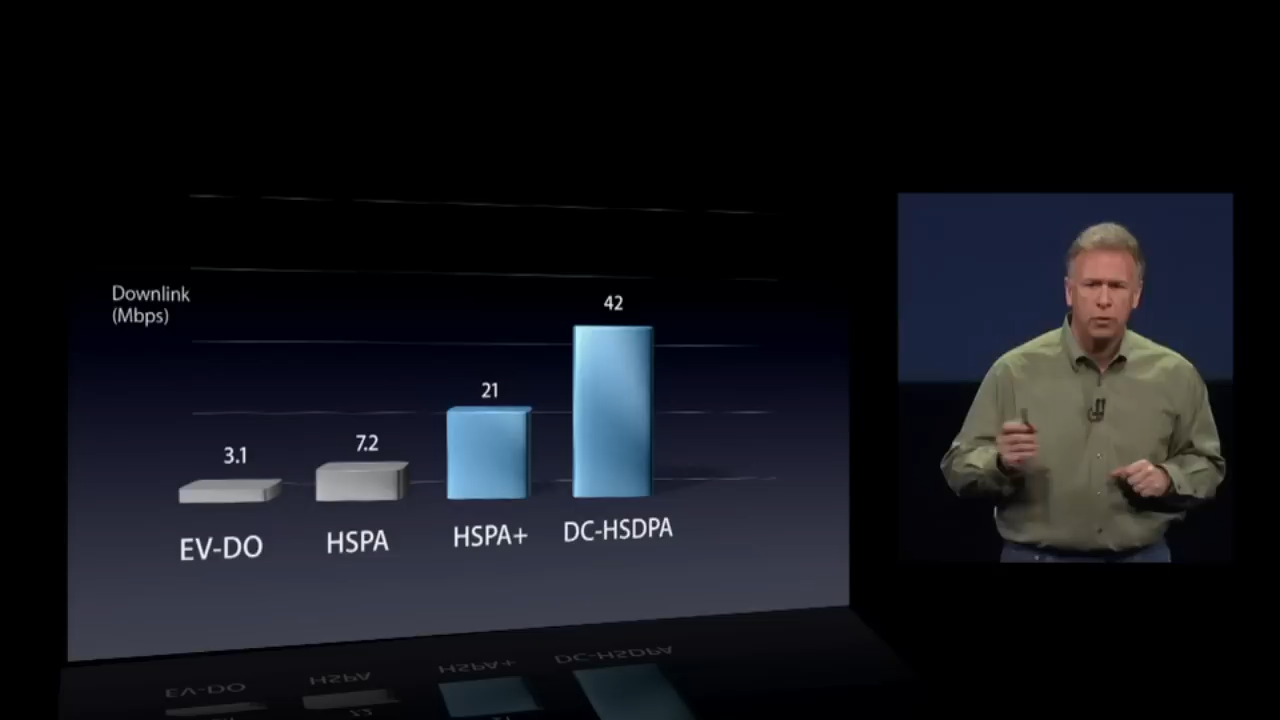 Downlink
(Mbps)
3.1
7.2
21
42
EV-DO
HSPA
HSPA+
DC-HSDPA